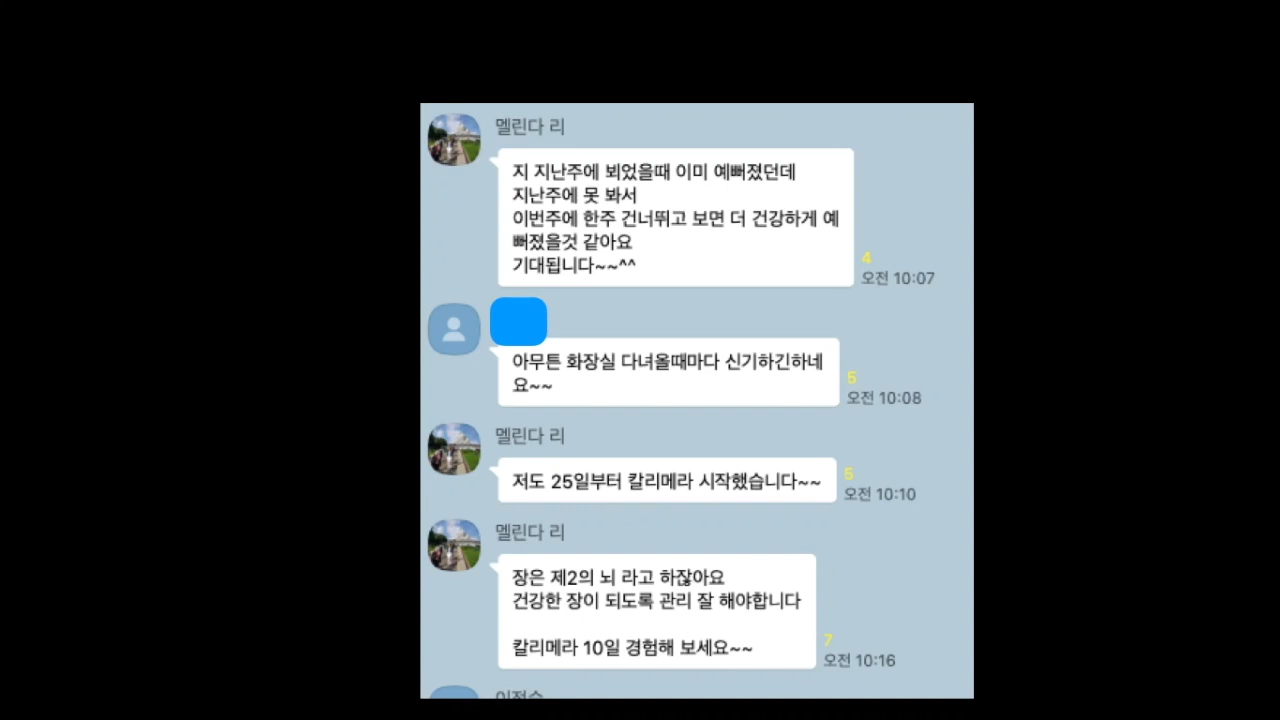 멜린다 리
지 지난주에 뵈었을때 이미 예뻐졌던데
지난주에 못 봐서
이번주에 한주 건너뛰고 보면 더 건강하게 예
뻐졌을것 같아요
기대됩니다~~^^
4
오전 10:07
아무튼 화장실 다녀올때마다 신기하긴하네
요~~
5
오전 10:08
멜린다 리
저도 25일부터 칼리메라 시작했습니다~~
5
오전 10:10
멜린다 리
장은 제2의 뇌 라고 하잖아요
건강한 장이 되도록 관리 잘 해야합니다
칼리메라 10일 경험해 보세요~~
7
오전 10:16